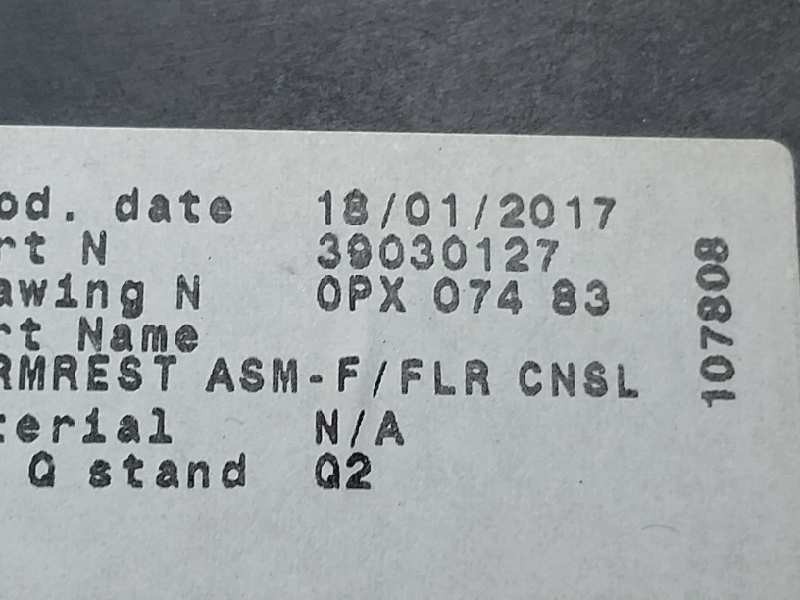 od. date 18/01/2017
rt N 39030127
awing N OPX 074 83
rt Name
RMREST ASM-F/FLR CNSL
terial N/A
Q stand Q2
107808